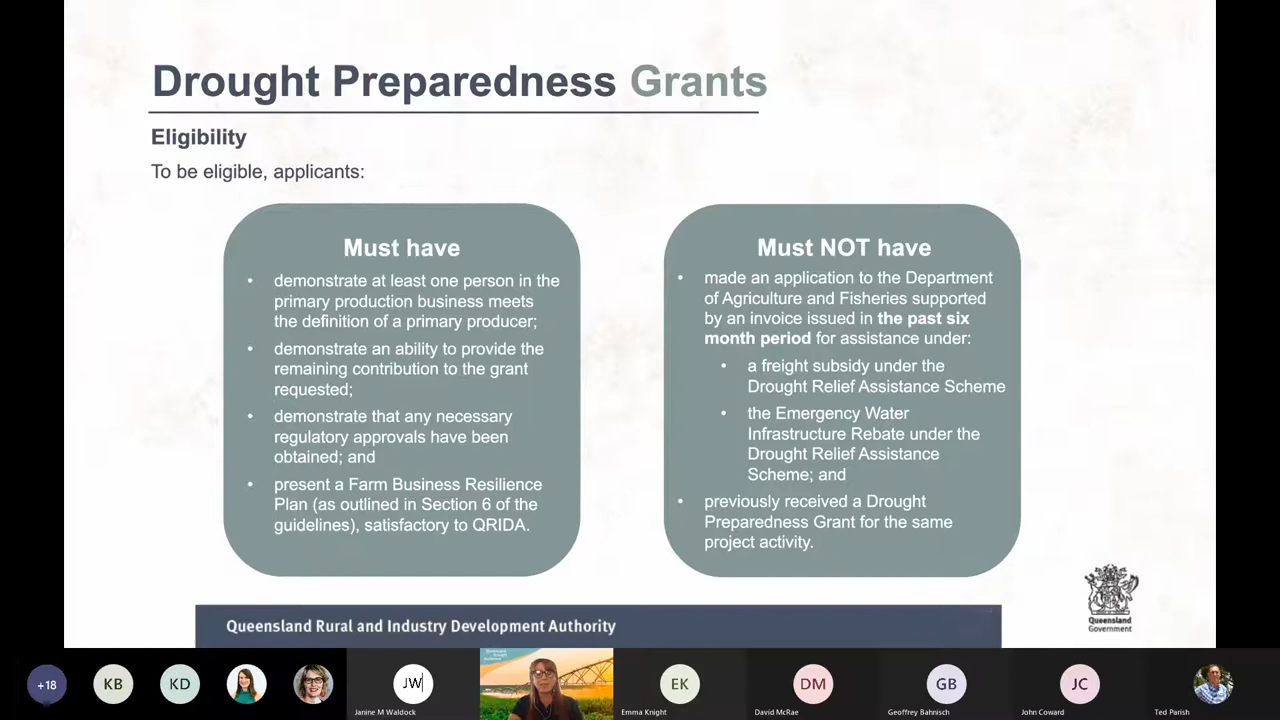 Drought Preparedness Grants
Eligibility
To be eligible, applicants:
Must have
• demonstrate at least one person in the
primary production business meets
the definition of a primary producer;
• demonstrate an ability to provide the
remaining contribution to the grant
requested;
• demonstrate that any necessary
regulatory approvals have been
obtained; and
• present a Farm Business Resilience
Plan (as outlined in Section 6 of the
guidelines), satisfactory to QRIDA.
Must NOT have
• made an application to the Department
of Agriculture and Fisheries supported
by an invoice issued in the past six
month period for assistance under:
• a freight subsidy under the
Drought Relief Assistance Scheme
• the Emergency Water
Infrastructure Rebate under the
Drought Relief Assistance
Scheme; and
• previously received a Drought
Preparedness Grant for the same
project activity.
Queensland
Government
Queensland Rural and Industry Development Authority
+18
KB
KD
JW
Janine M Waldock
EK
Emma Knight
DM
David McRae
GB
Geoffrey Bahnisch
JC
John Coward
Ted Parish